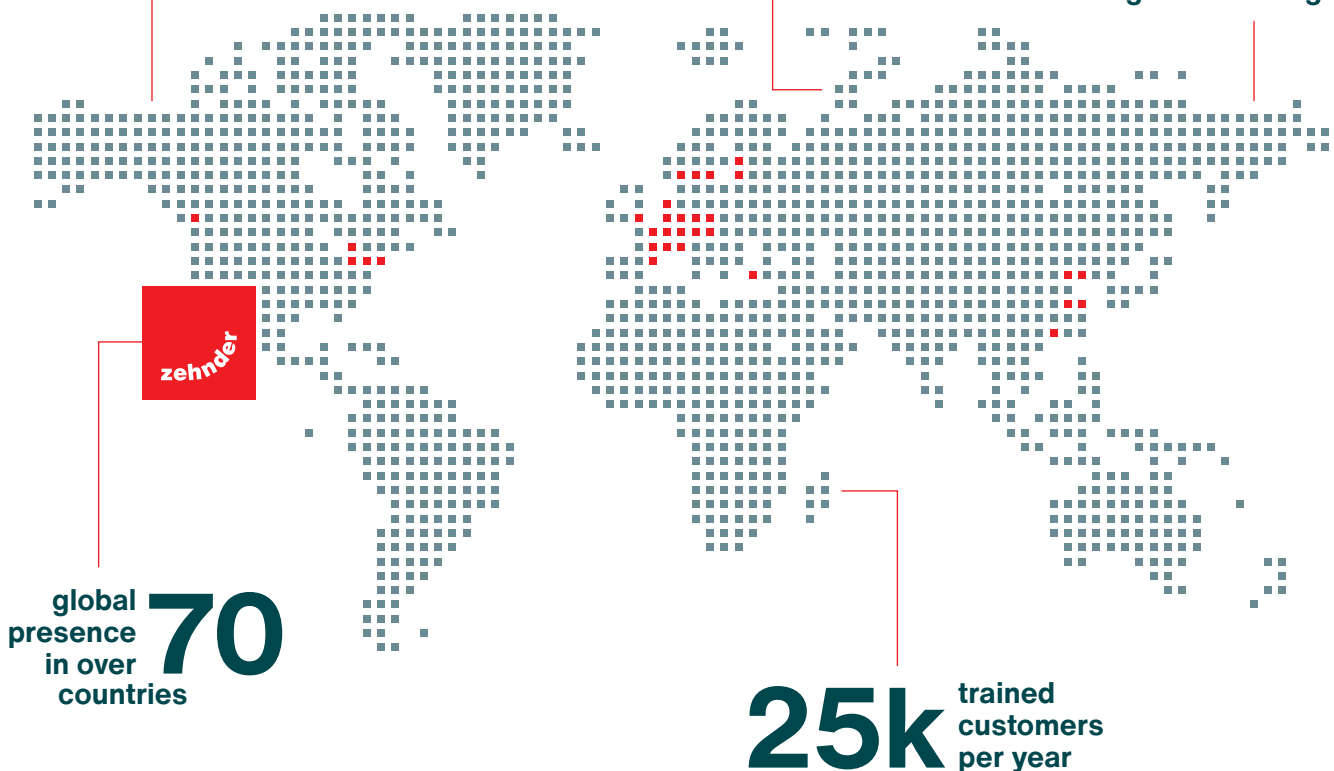 zehnder
global
presence
in over
countries
70
25k
trained
customers
per year